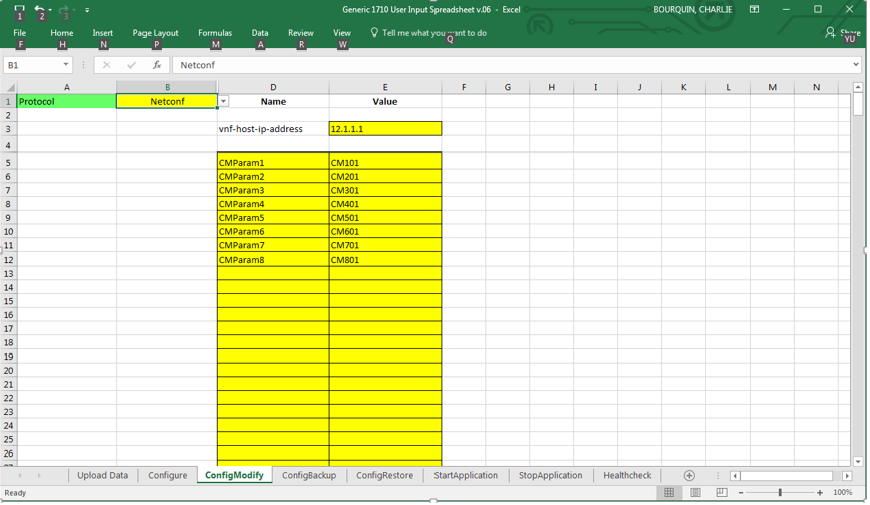 Generic 1710 User Input Spreadsheet v.06 - Excel
BOURQUIN, CHARLIE
1 2 3
File Home Insert Page Layout Formulas Data Review View Tell me what you want to do Share
F H N P M A R W Q YU
B1 fx Netconf
A B D E F G H I J K L M N
1 Protocol Netconf Name Value
2
3 vnf-host-ip-address 12.1.1.1
4
5 CMParam1 CM101
6 CMParam2 CM201
7 CMParam3 CM301
8 CMParam4 CM401
9 CMParam5 CM501
10 CMParam6 CM601
11 CMParam7 CM701
12 CMParam8 CM801
13
14
15
16
17
18
19
20
21
22
23
24
25
26
Upload Data Configure ConfigModify ConfigBackup ConfigRestore StartApplication StopApplication Healthcheck
Ready 100%